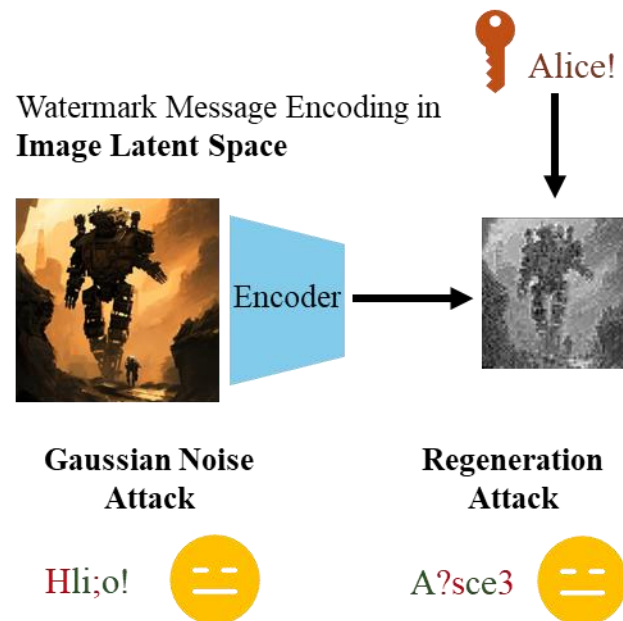 Alice!
Watermark Message Encoding in
Image Latent Space
Encoder
Gaussian Noise
Attack
Regeneration
Attack
Hli;o!
A?sce3